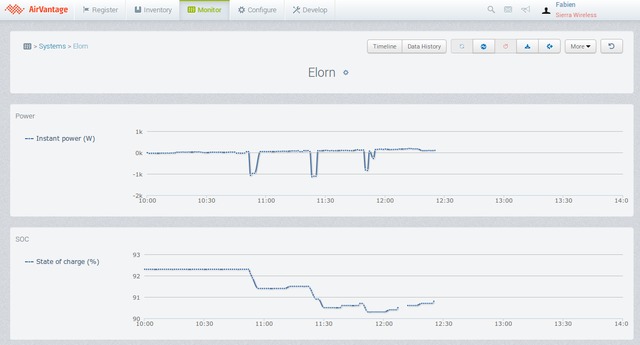 AirVantage Register Inventory Monitor Configure Develop Fabien
Sierra Wireless
> Systems > Elorn Timeline Data History More
Elorn
Power
Instant power (W)
1k
0k
-1k
-2k
10:00 10:30 11:00 11:30 12:00 12:30 13:00 13:30 14:0
SOC
State of charge (%)
93
92
91
90
10:00 10:30 11:00 11:30 12:00 12:30 13:00 13:30 14:0